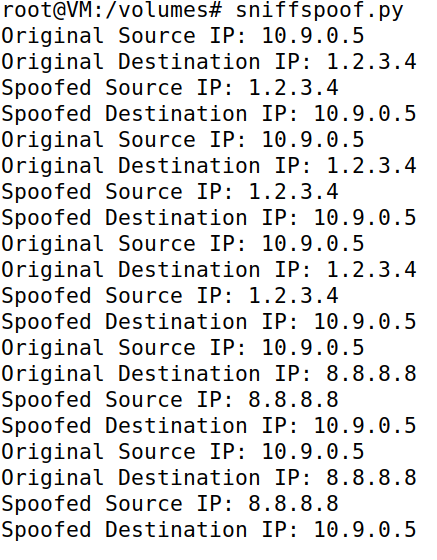 root@VM:/volumes# sniffspoof.py
Original Source IP: 10.9.0.5
Original Destination IP: 1.2.3.4
Spoofed Source IP: 1.2.3.4
Spoofed Destination IP: 10.9.0.5
Original Source IP: 10.9.0.5
Original Destination IP: 1.2.3.4
Spoofed Source IP: 1.2.3.4
Spoofed Destination IP: 10.9.0.5
Original Source IP: 10.9.0.5
Original Destination IP: 1.2.3.4
Spoofed Source IP: 1.2.3.4
Spoofed Destination IP: 10.9.0.5
Original Source IP: 10.9.0.5
Original Destination IP: 8.8.8.8
Spoofed Source IP: 8.8.8.8
Spoofed Destination IP: 10.9.0.5
Original Source IP: 10.9.0.5
Original Destination IP: 8.8.8.8
Spoofed Source IP: 8.8.8.8
Spoofed Destination IP: 10.9.0.5